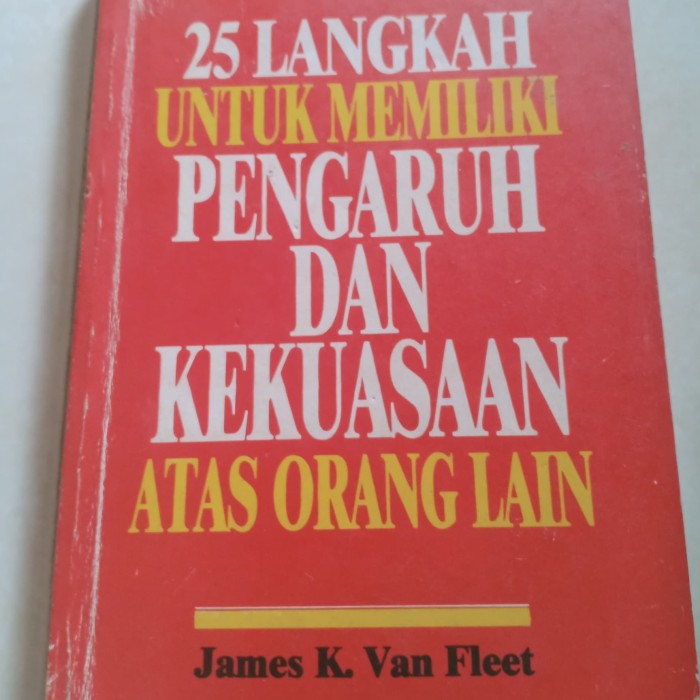 25 LANGKAH
UNTUK MEMILIKI
PENGARUH
DAN
KEKUASAAN
ATAS ORANG LAIN
James K. Van Fleet